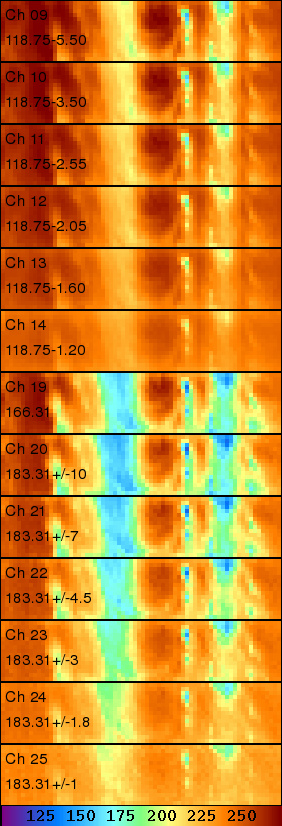 Ch 09
118.75-5.50
Ch 10
118.75-3.50
Ch 11
118.75-2.55
Ch 12
118.75-2.05
Ch 13
118.75-1.60
Ch 14
118.75-1.20
Ch 19
166.31
Ch 20
183.31+/-10
Ch 21
183.31+/-7
Ch 22
183.31+/-4.5
Ch 23
183.31+/-3
Ch 24
183.31+/-1.8
Ch 25
183.31+/-1
125 150 175 200 225 250